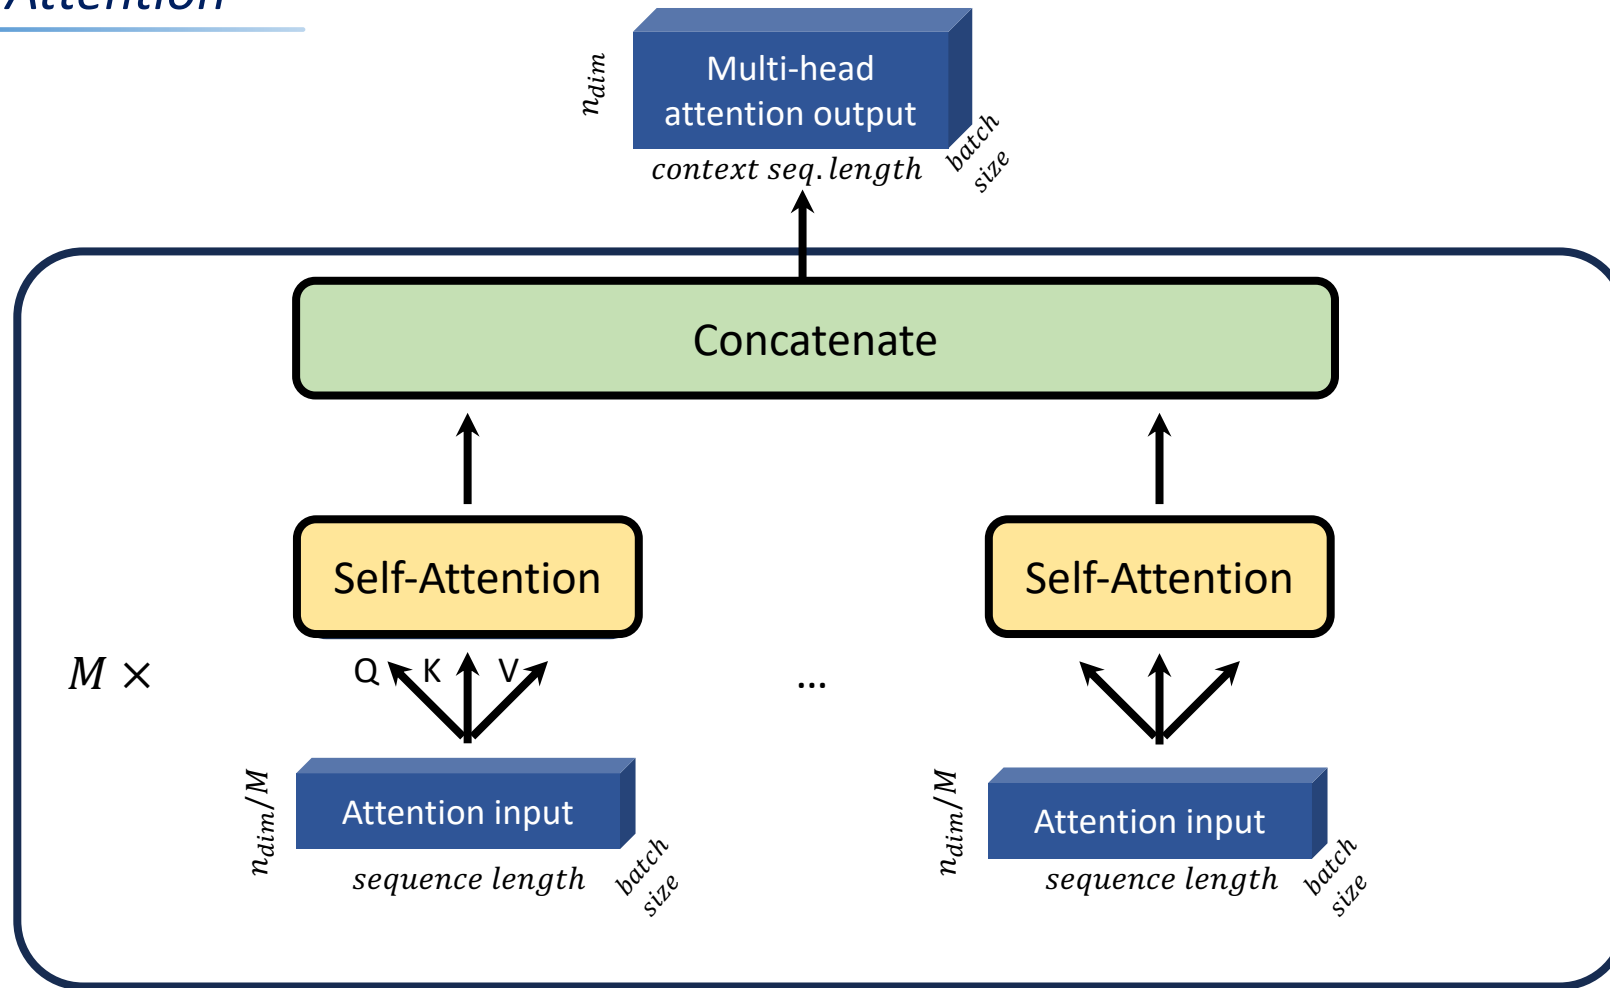 Attention
n_dim
Multi-head
attention output
batch
size
context seq. length
Concatenate
Self-Attention
Self-Attention
M ×
Q K V
...
n_dim/M
Attention input
batch
size
sequence length
n_dim/M
Attention input
batch
size
sequence length